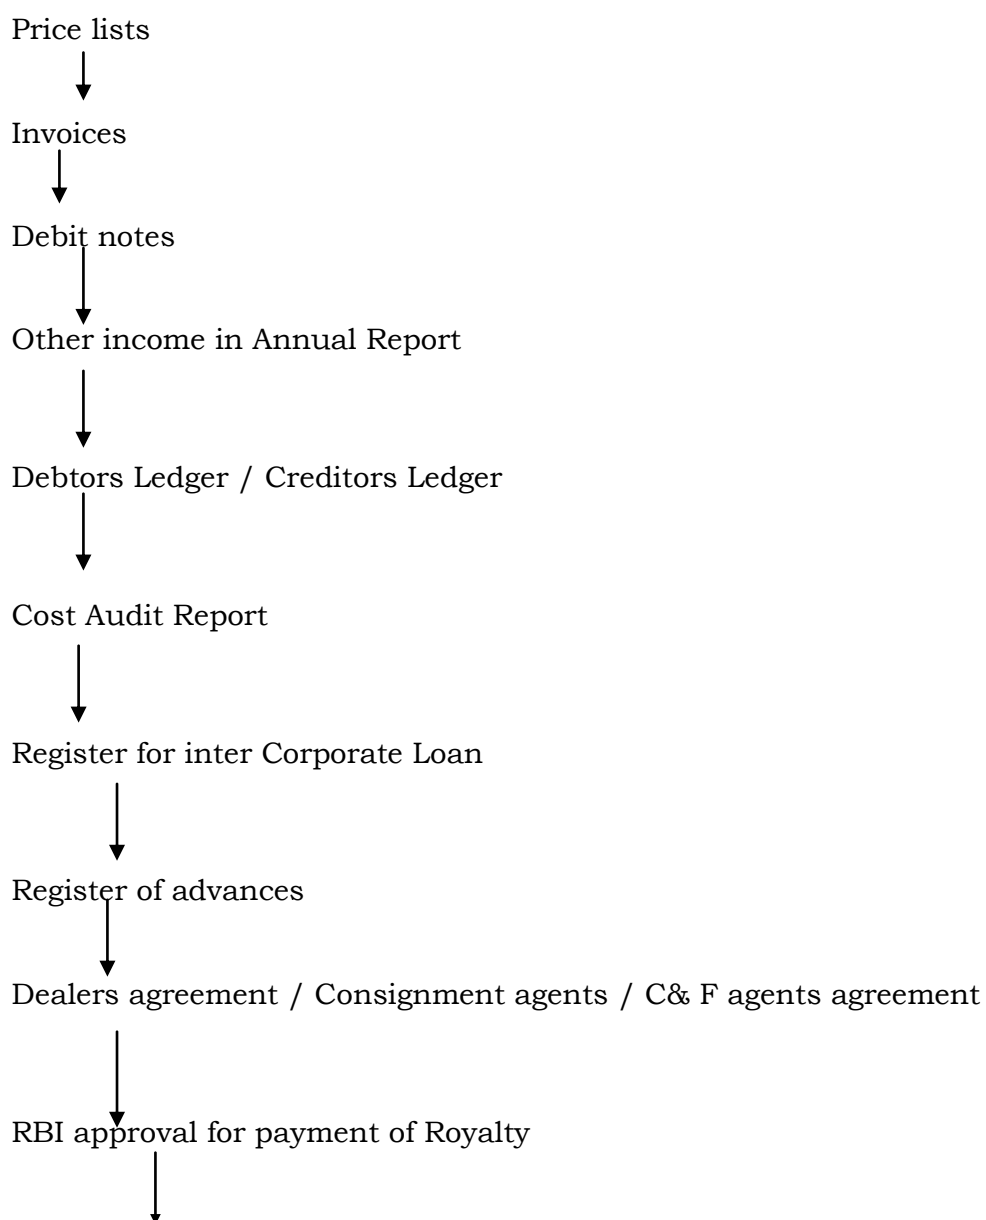 Price lists
Invoices
Debit notes
Other income in Annual Report
Debtors Ledger / Creditors Ledger
Cost Audit Report
Register for inter Corporate Loan
Register of advances
Dealers agreement / Consignment agents / C& F agents agreement
RBI approval for payment of Royalty